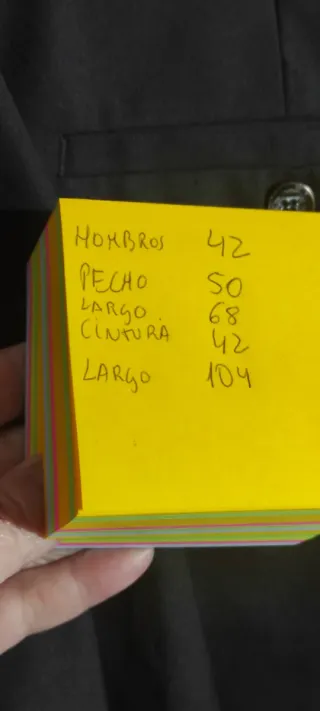 HOMBROS 42
PECHO 50
LARGO. 68
CINTURA 42
LARGO 104